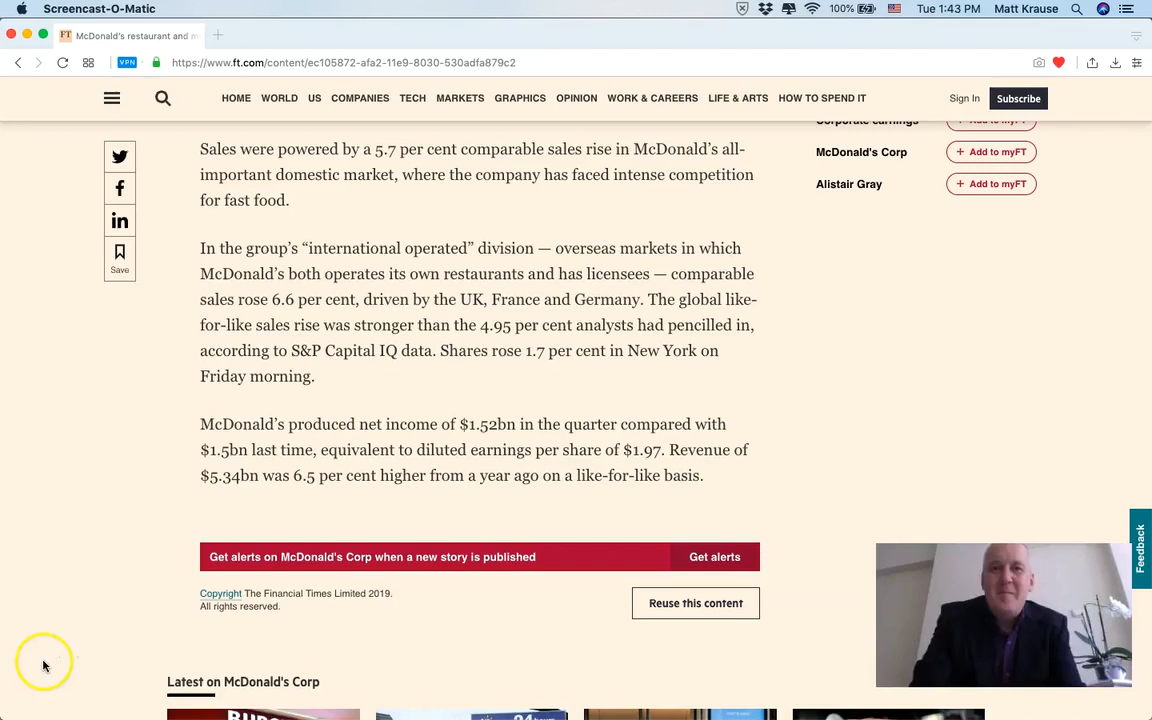 Screencast-O-Matic 100% Tue 1:43 PM Matt Krause
FT McDonald's restaurant and m
VPN https://www.ft.com/content/ec105872-afa2-11e9-8030-530adfa879c2
HOME WORLD US COMPANIES TECH MARKETS GRAPHICS OPINION WORK & CAREERS LIFE & ARTS HOW TO SPEND IT Sign In Subscribe
Corporate earnings + Add to myFT
McDonald's Corp + Add to myFT
Alistair Gray + Add to myFT
Save
Sales were powered by a 5.7 per cent comparable sales rise in McDonald's all-
important domestic market, where the company has faced intense competition
for fast food.
In the group's “international operated” division — overseas markets in which
McDonald's both operates its own restaurants and has licensees — comparable
sales rose 6.6 per cent, driven by the UK, France and Germany. The global like-
for-like sales rise was stronger than the 4.95 per cent analysts had pencilled in,
according to S&P Capital IQ data. Shares rose 1.7 per cent in New York on
Friday morning.
McDonald's produced net income of $1.52bn in the quarter compared with
$1.5bn last time, equivalent to diluted earnings per share of $1.97. Revenue of
$5.34bn was 6.5 per cent higher from a year ago on a like-for-like basis.
Get alerts on McDonald's Corp when a new story is published Get alerts
Copyright The Financial Times Limited 2019.
All rights reserved.
Reuse this content
Feedback
Latest on McDonald's Corp